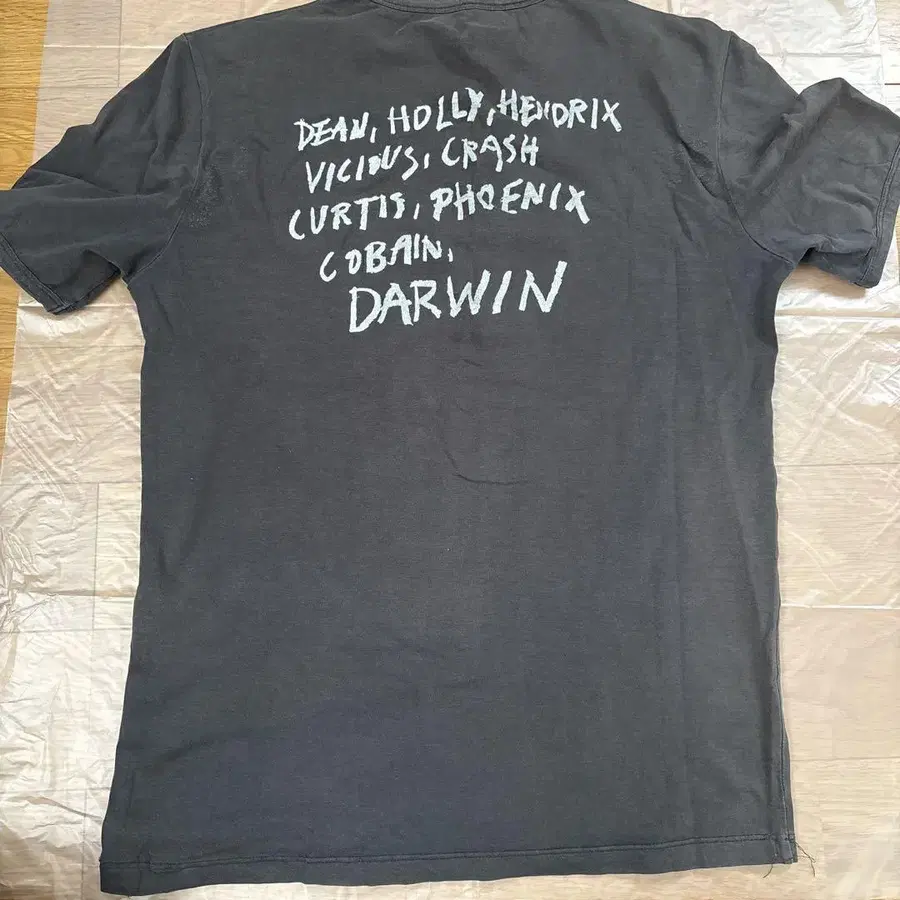 DEAN, HOLLY, HENDRIX
VICIOUS, CRASH
CURTIS, PHOENIX
COBAIN,
DARWIN